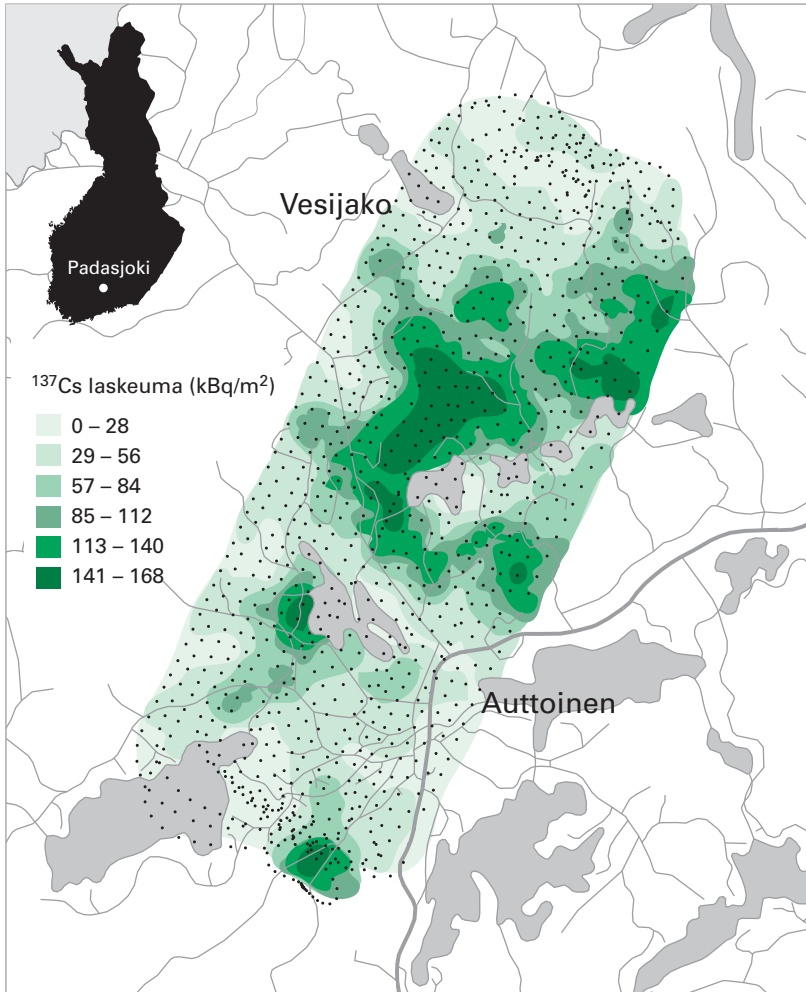 Padasjoki
Vesijako
¹³⁷Cs laskeuma (kBq/m²)
0 – 28
29 – 56
57 – 84
85 – 112
113 – 140
141 – 168
Auttoinen